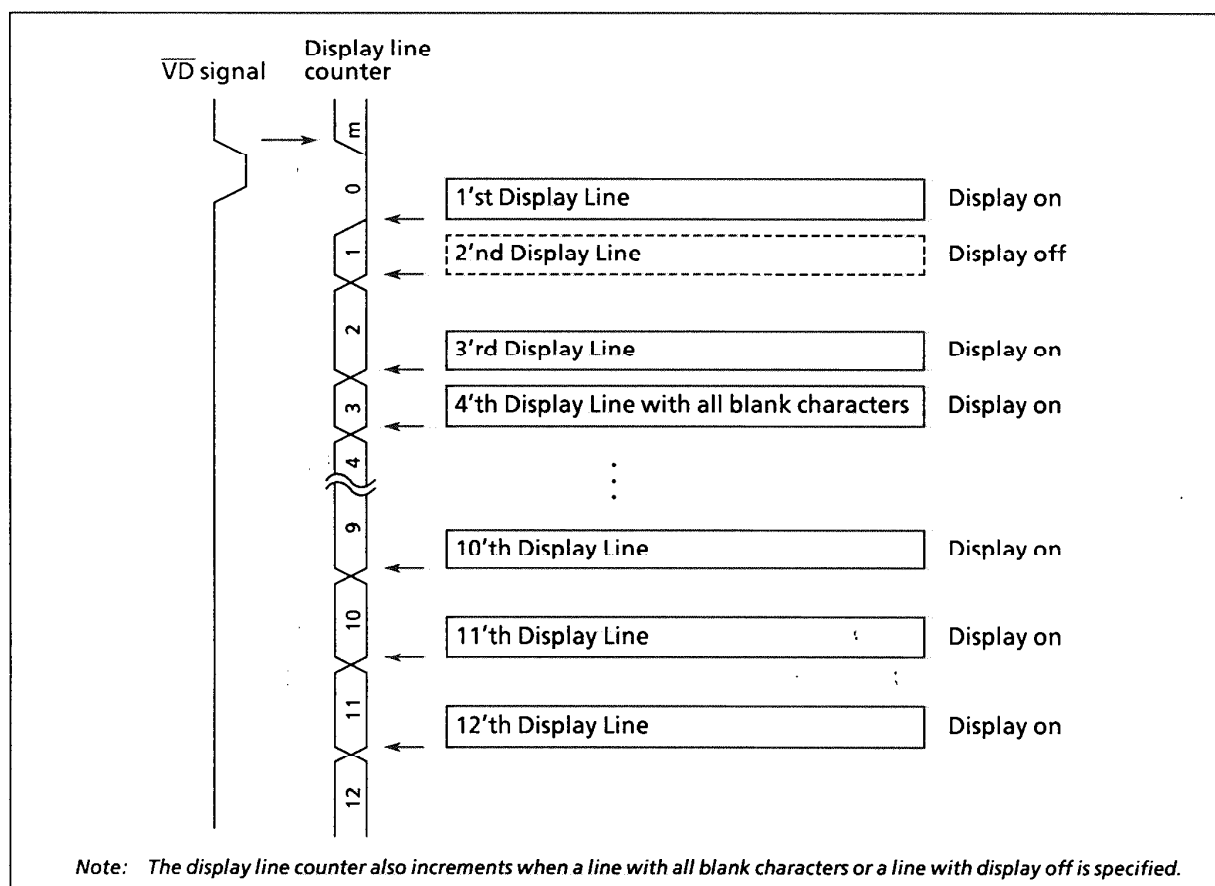 VD signal
Display line
counter
m
0
1'st Display Line Display on
1
2'nd Display Line Display off
2
3'rd Display Line Display on
3
4'th Display Line with all blank characters Display on
4
9
10'th Display Line Display on
10
11'th Display Line Display on
11
12'th Display Line Display on
12
Note: The display line counter also increments when a line with all blank characters or a line with display off is specified.